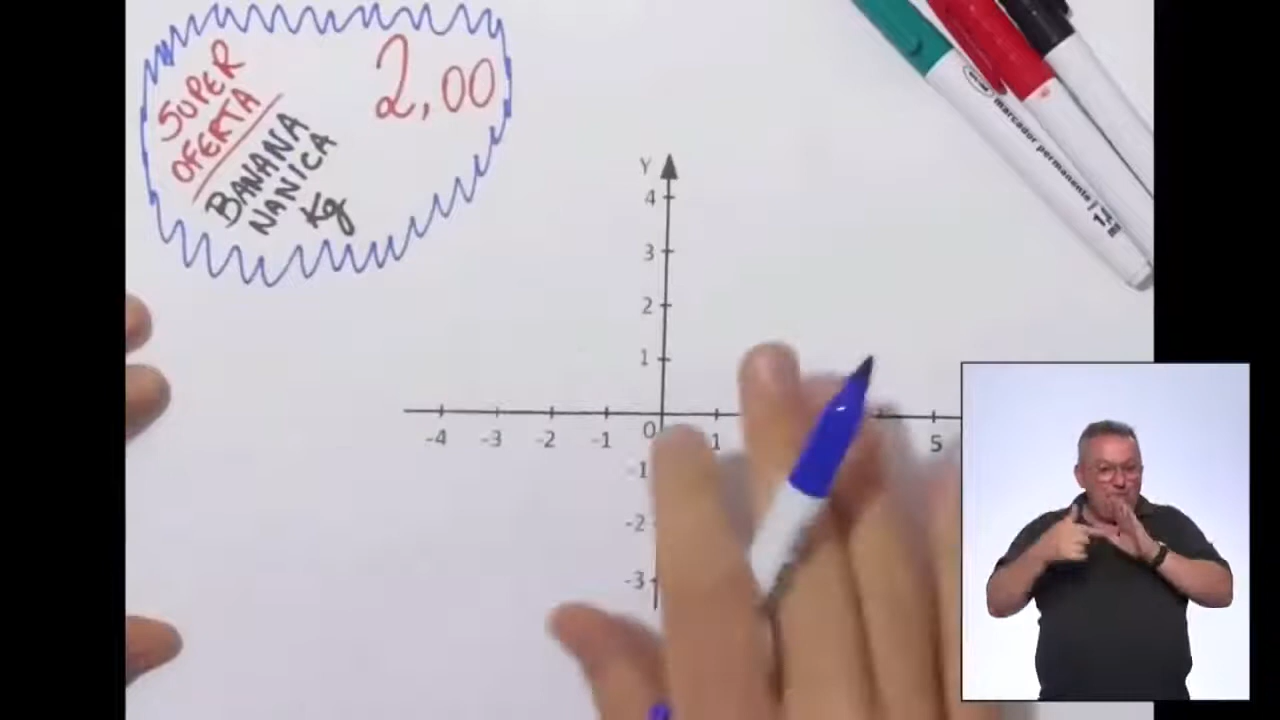 SUPER
OFERTA
2,00
BANANA
NANICA
Kg
marcador permanente |
Y
4
3
2
1
-4 -3 -2 -1 0 1 5
-1
-2
-3